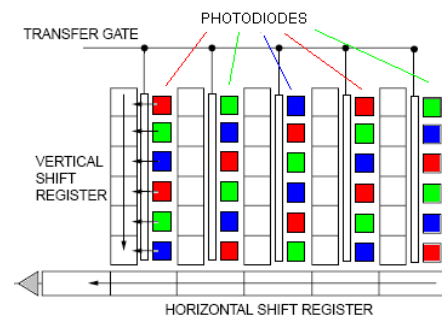 PHOTODIODES
TRANSFER GATE
VERTICAL
SHIFT
REGISTER
HORIZONTAL SHIFT REGISTER